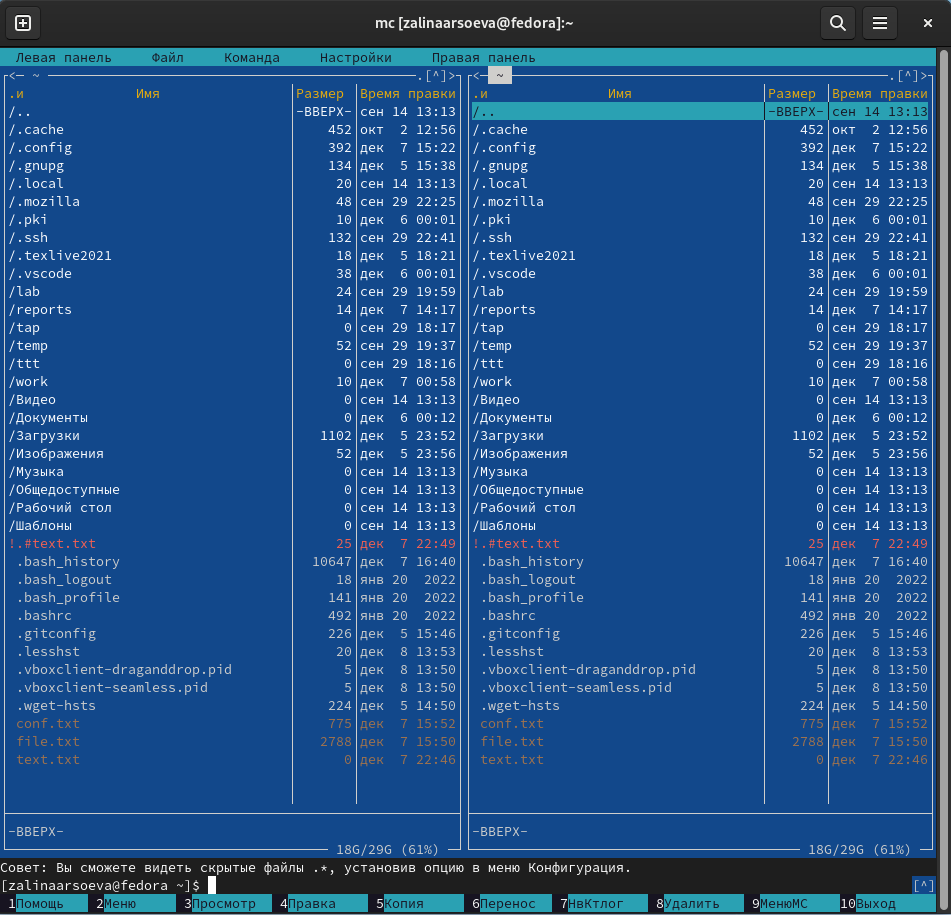 mc [zalinaarsoeva@fedora]:~
Левая панель Файл Команда Настройки Правая панель
<─ ~ .[^]> <─ ~ .[^]>
.и Имя Размер Время правки .и Имя Размер Время правки
/.. -ВВЕРХ- сен 14 13:13 /.. -ВВЕРХ- сен 14 13:13
/.cache 452 окт 2 12:56 /.cache 452 окт 2 12:56
/.config 392 дек 7 15:22 /.config 392 дек 7 15:22
/.gnupg 134 дек 5 15:38 /.gnupg 134 дек 5 15:38
/.local 20 сен 14 13:13 /.local 20 сен 14 13:13
/.mozilla 48 сен 29 22:25 /.mozilla 48 сен 29 22:25
/.pki 10 дек 6 00:01 /.pki 10 дек 6 00:01
/.ssh 132 сен 29 22:41 /.ssh 132 сен 29 22:41
/.texlive2021 18 дек 5 18:21 /.texlive2021 18 дек 5 18:21
/.vscode 38 дек 6 00:01 /.vscode 38 дек 6 00:01
/lab 24 сен 29 19:59 /lab 24 сен 29 19:59
/reports 14 дек 7 14:17 /reports 14 дек 7 14:17
/tap 0 сен 29 18:17 /tap 0 сен 29 18:17
/temp 52 сен 29 19:37 /temp 52 сен 29 19:37
/ttt 0 сен 29 18:16 /ttt 0 сен 29 18:16
/work 10 дек 7 00:58 /work 10 дек 7 00:58
/Видео 0 сен 14 13:13 /Видео 0 сен 14 13:13
/Документы 0 дек 6 00:12 /Документы 0 дек 6 00:12
/Загрузки 1102 дек 5 23:52 /Загрузки 1102 дек 5 23:52
/Изображения 52 дек 5 23:56 /Изображения 52 дек 5 23:56
/Музыка 0 сен 14 13:13 /Музыка 0 сен 14 13:13
/Общедоступные 0 сен 14 13:13 /Общедоступные 0 сен 14 13:13
/Рабочий стол 0 сен 14 13:13 /Рабочий стол 0 сен 14 13:13
/Шаблоны 0 сен 14 13:13 /Шаблоны 0 сен 14 13:13
!.#text.txt 25 дек 7 22:49 !.#text.txt 25 дек 7 22:49
.bash_history 10647 дек 7 16:40 .bash_history 10647 дек 7 16:40
.bash_logout 18 янв 20 2022 .bash_logout 18 янв 20 2022
.bash_profile 141 янв 20 2022 .bash_profile 141 янв 20 2022
.bashrc 492 янв 20 2022 .bashrc 492 янв 20 2022
.gitconfig 226 дек 5 15:46 .gitconfig 226 дек 5 15:46
.lesshst 20 дек 8 13:53 .lesshst 20 дек 8 13:53
.vboxclient-draganddrop.pid 5 дек 8 13:50 .vboxclient-draganddrop.pid 5 дек 8 13:50
.vboxclient-seamless.pid 5 дек 8 13:50 .vboxclient-seamless.pid 5 дек 8 13:50
.wget-hsts 224 дек 5 14:50 .wget-hsts 224 дек 5 14:50
conf.txt 775 дек 7 15:52 conf.txt 775 дек 7 15:52
file.txt 2788 дек 7 15:50 file.txt 2788 дек 7 15:50
text.txt 0 дек 7 22:46 text.txt 0 дек 7 22:46
-ВВЕРХ- -ВВЕРХ-
18G/29G (61%) 18G/29G (61%)
Совет: Вы сможете видеть скрытые файлы .*, установив опцию в меню Конфигурация.
[zalinaarsoeva@fedora ~]$ [^]
1Помощь 2Меню 3Просмотр 4Правка 5Копия 6Перенос 7НвКтлог 8Удалить 9МенюМС 10Выход